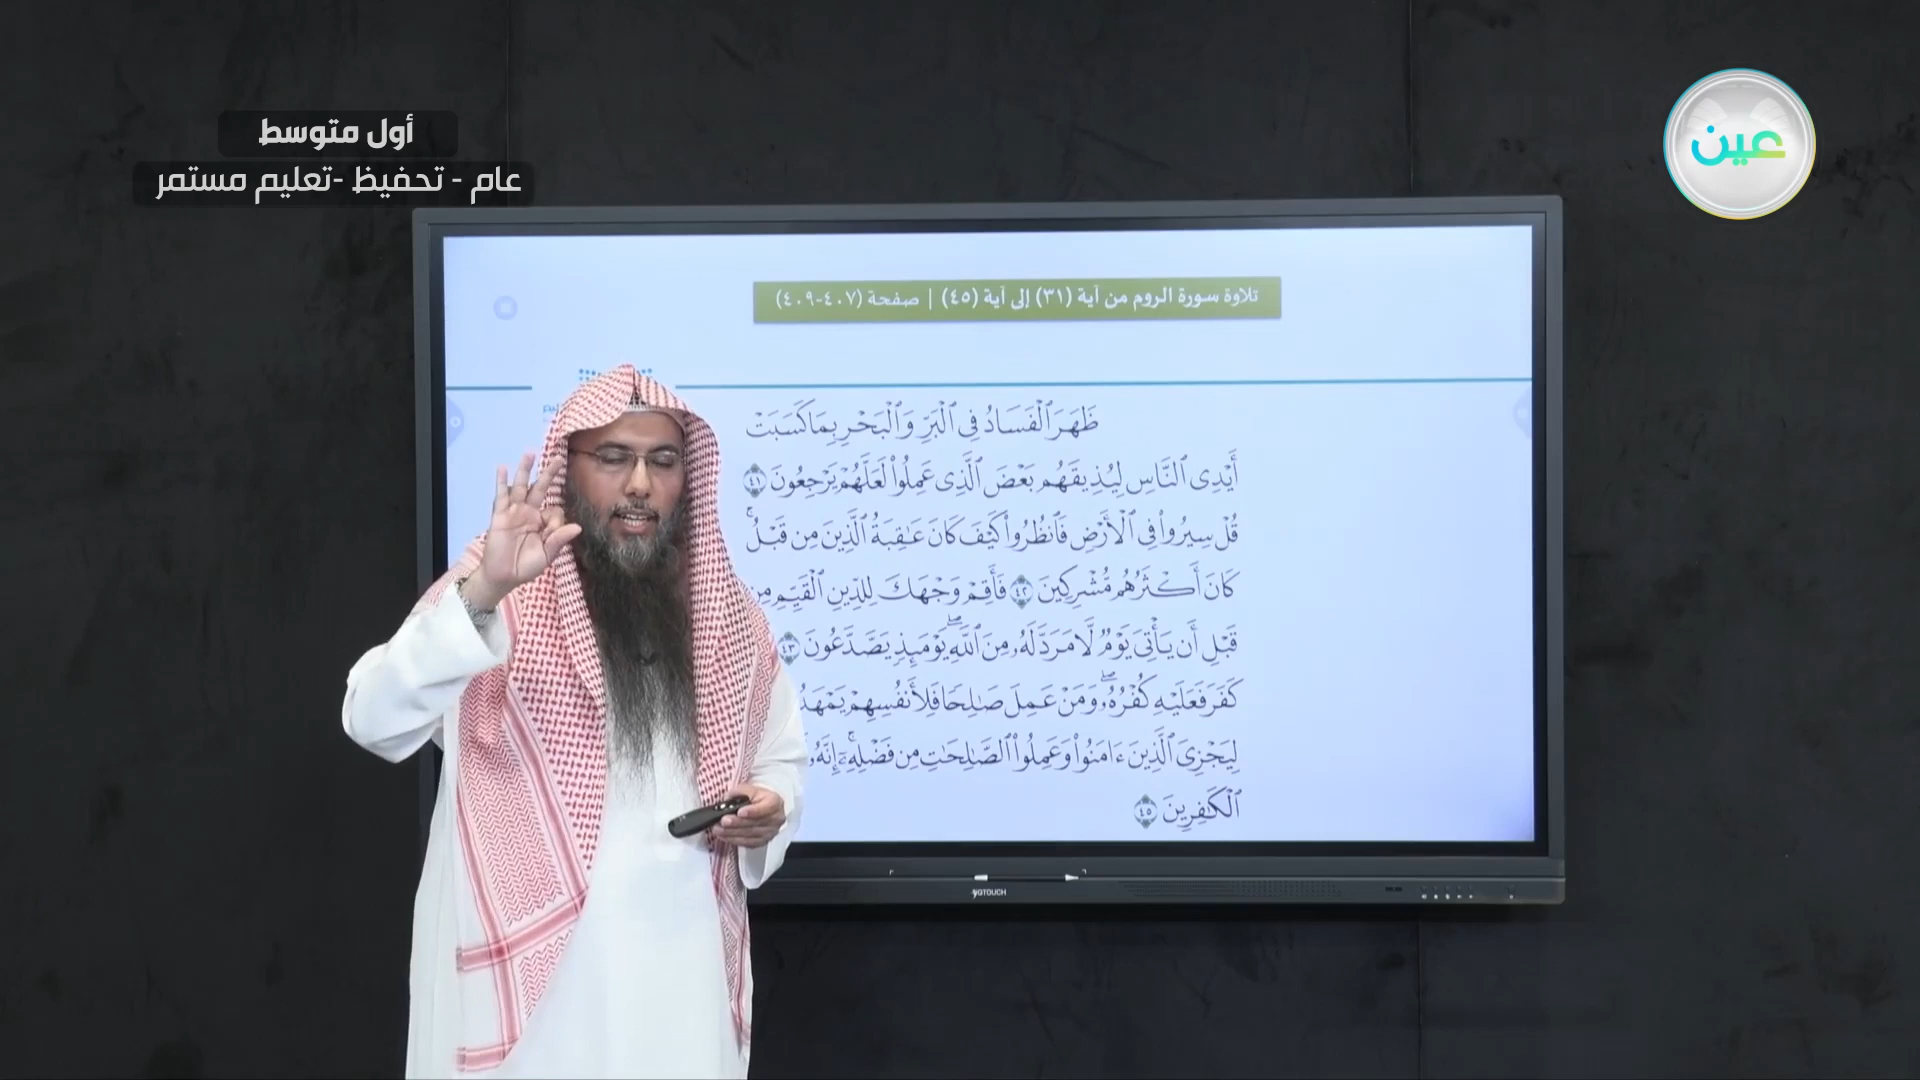 أول متوسط
عام - تحفيظ -تعليم مستمر
عين
تلاوة سورة الروم من آية (٣١) إلى آية (٤٥) | صفحة (٤٠٧-٤٠٩)
ظَهَرَ ٱلْفَسَادُ فِى ٱلْبَرِّ وَٱلْبَحْرِ بِمَا كَسَبَتْ
أَيْدِى ٱلنَّاسِ لِيُذِيقَهُم بَعْضَ ٱلَّذِى عَمِلُوا۟ لَعَلَّهُمْ يَرْجِعُونَ ٤١
قُلْ سِيرُوا۟ فِى ٱلْأَرْضِ فَٱنظُرُوا۟ كَيْفَ كَانَ عَـٰقِبَةُ ٱلَّذِينَ مِن قَبْلُ ۚ
كَانَ أَكْثَرُهُم مُّشْرِكِينَ ٤٢ فَأَقِمْ وَجْهَكَ لِلدِّينِ ٱلْقَيِّمِ مِن
قَبْلِ أَن يَأْتِىَ يَوْمٌ لَّا مَرَدَّ لَهُۥ مِنَ ٱللَّهِ ۖ يَوْمَئِذٍ يَصَّدَّعُونَ ٤٣
كَفَرَ فَعَلَيْهِ كُفْرُهُۥ ۖ وَمَنْ عَمِلَ صَـٰلِحًا فَلِأَنفُسِهِمْ
لِيَجْزِىَ ٱلَّذِينَ ءَامَنُوا۟ وَعَمِلُوا۟ ٱلصَّـٰلِحَـٰتِ مِن فَضْلِهِۦٓ ۚ إِنَّهُۥ
ٱلْكَـٰفِرِينَ ٤٥
IQTOUCH